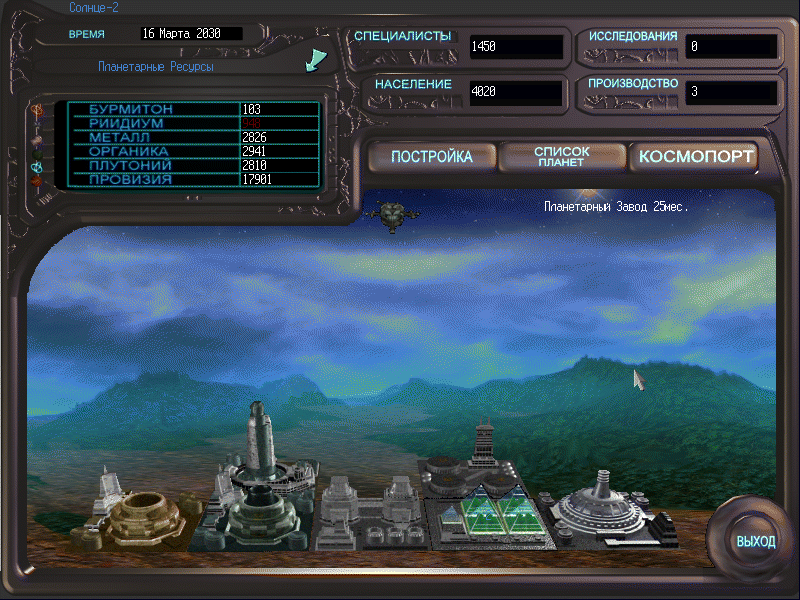 Солнце-2
ВРЕМЯ 16 Марта 2030
Планетарные Ресурсы
СПЕЦИАЛИСТЫ 1450
ИССЛЕДОВАНИЯ 0
НАСЕЛЕНИЕ 4020
ПРОИЗВОДСТВО 3
БУРМИТОН 103
РИИДИУМ
МЕТАЛЛ 2826
ОРГАНИКА 2941
ПЛУТОНИЙ 2810
ПРОВИЗИЯ 17901
ПОСТРОЙКА
СПИСОК
ПЛАНЕТ
КОСМОПОРТ
Планетарный Завод 25мес.
ВЫХОД